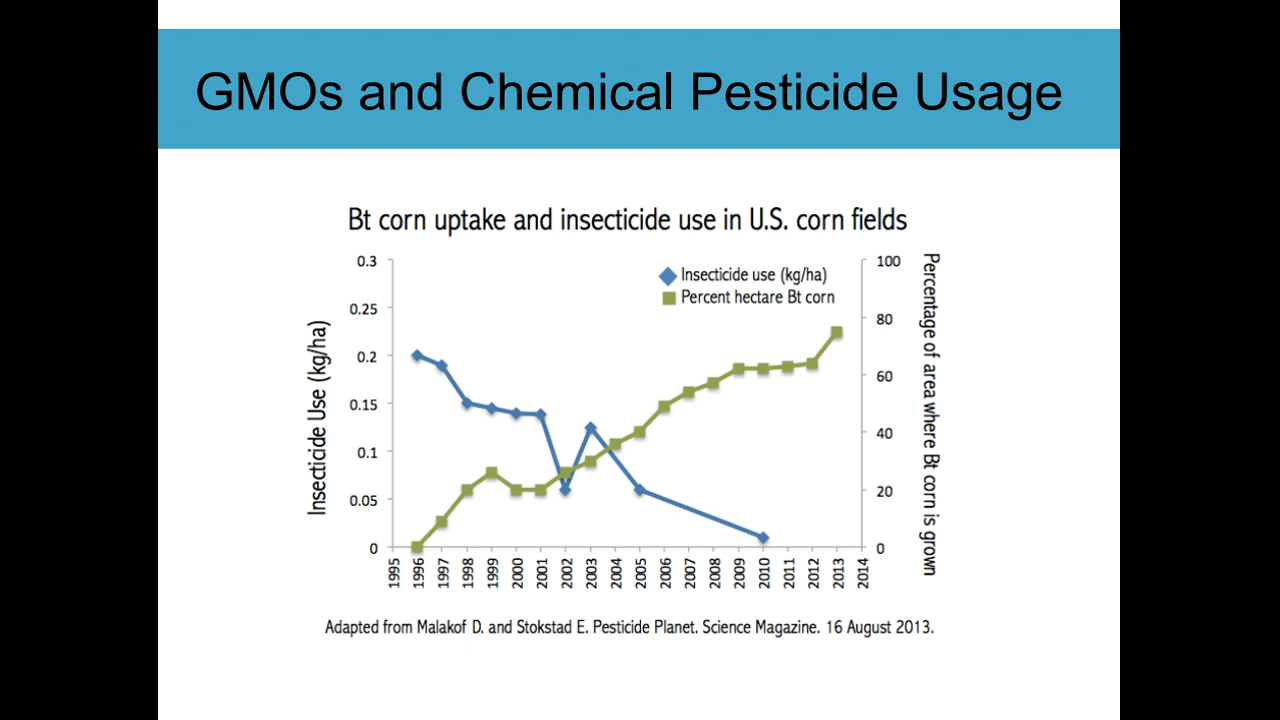 GMOs and Chemical Pesticide Usage
Bt corn uptake and insecticide use in U.S. corn fields
Insecticide use (kg/ha)
Percent hectare Bt corn
Insecticide Use (kg/ha)
0.3
0.25
0.2
0.15
0.1
0.05
0
100
80
60
40
20
0
Percentage of area where Bt corn is grown
1995 1996 1997 1998 1999 2000 2001 2002 2003 2004 2005 2006 2007 2008 2009 2010 2011 2012 2013 2014
Adapted from Malakof D. and Stokstad E. Pesticide Planet. Science Magazine. 16 August 2013.